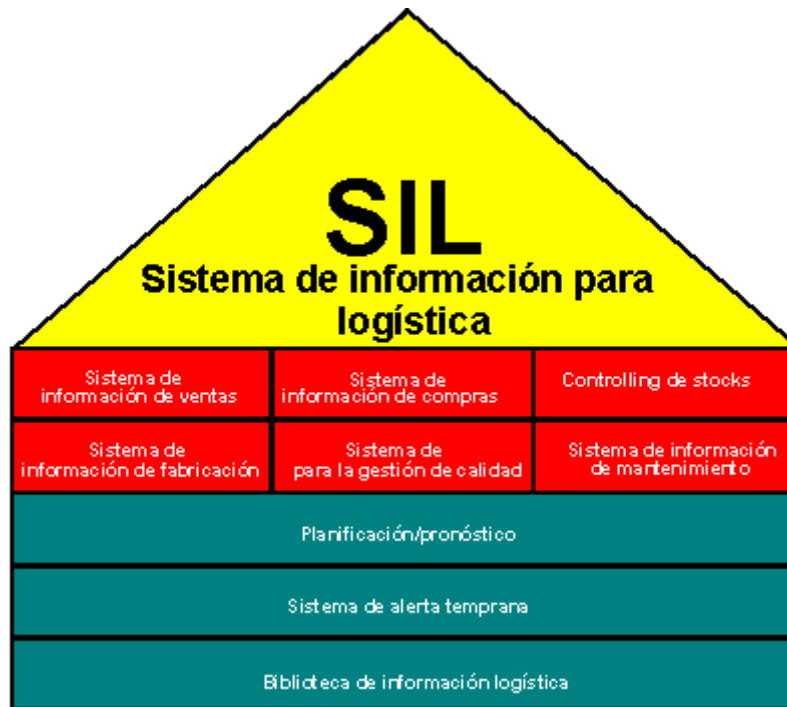 SIL
Sistema de información para
logística
Sistema de
información de ventas
Sistema de
información de compras
Controlling de stocks
Sistema de
información de fabricación
Sistema de
para la gestión de calidad
Sistema de información
de mantenimiento
Planificación/pronóstico
Sistema de alerta temprana
Biblioteca de información logística